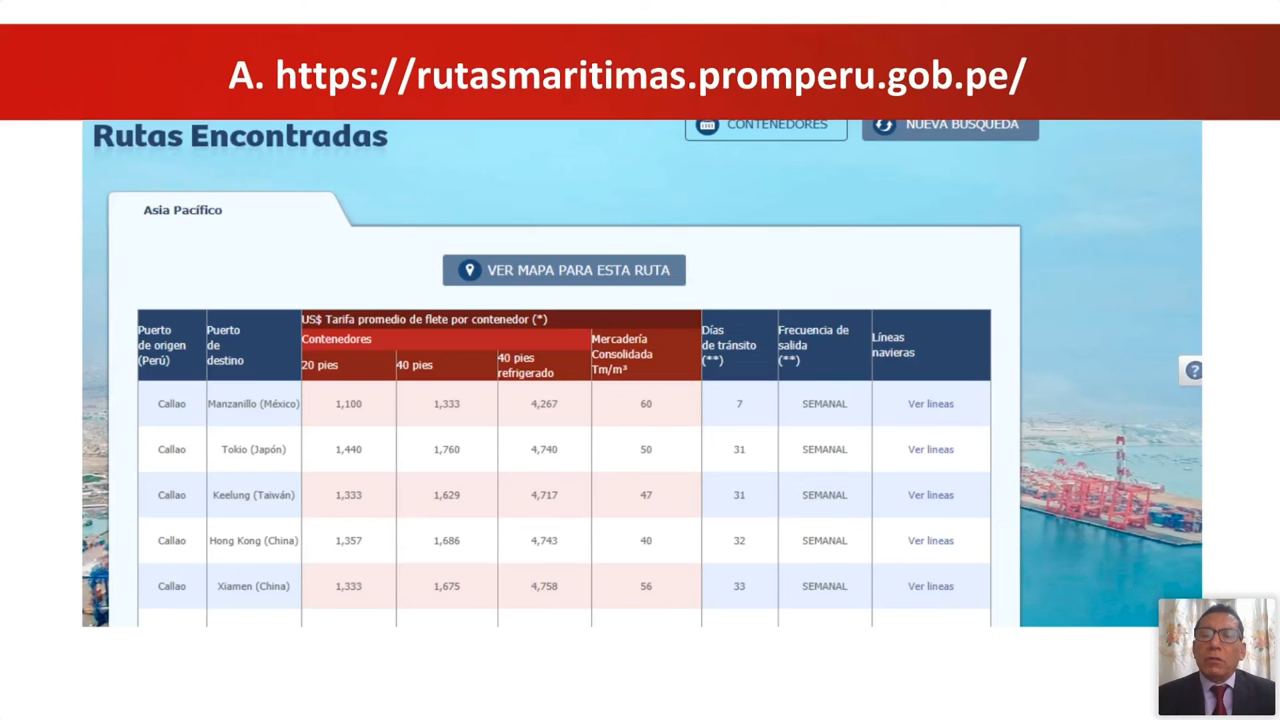 A. https://rutasmaritimas.promperu.gob.pe/
Rutas Encontradas
CONTENEDORES
NUEVA BUSQUEDA
Asia Pacífico
VER MAPA PARA ESTA RUTA
Puerto de origen (Perú)
Puerto de destino
US$ Tarifa promedio de flete por contenedor (*)
Contenedores
20 pies
40 pies
40 pies refrigerado
Mercadería Consolidada Tm/m³
Días de tránsito (**)
Frecuencia de salida (**)
Líneas navieras
Callao Manzanillo (México) 1,100 1,333 4,267 60 7 SEMANAL Ver lineas
Callao Tokio (Japón) 1,440 1,760 4,740 50 31 SEMANAL Ver lineas
Callao Keelung (Taiwán) 1,333 1,629 4,717 47 31 SEMANAL Ver lineas
Callao Hong Kong (China) 1,357 1,686 4,743 40 32 SEMANAL Ver lineas
Callao Xiamen (China) 1,333 1,675 4,758 56 33 SEMANAL Ver lineas
?